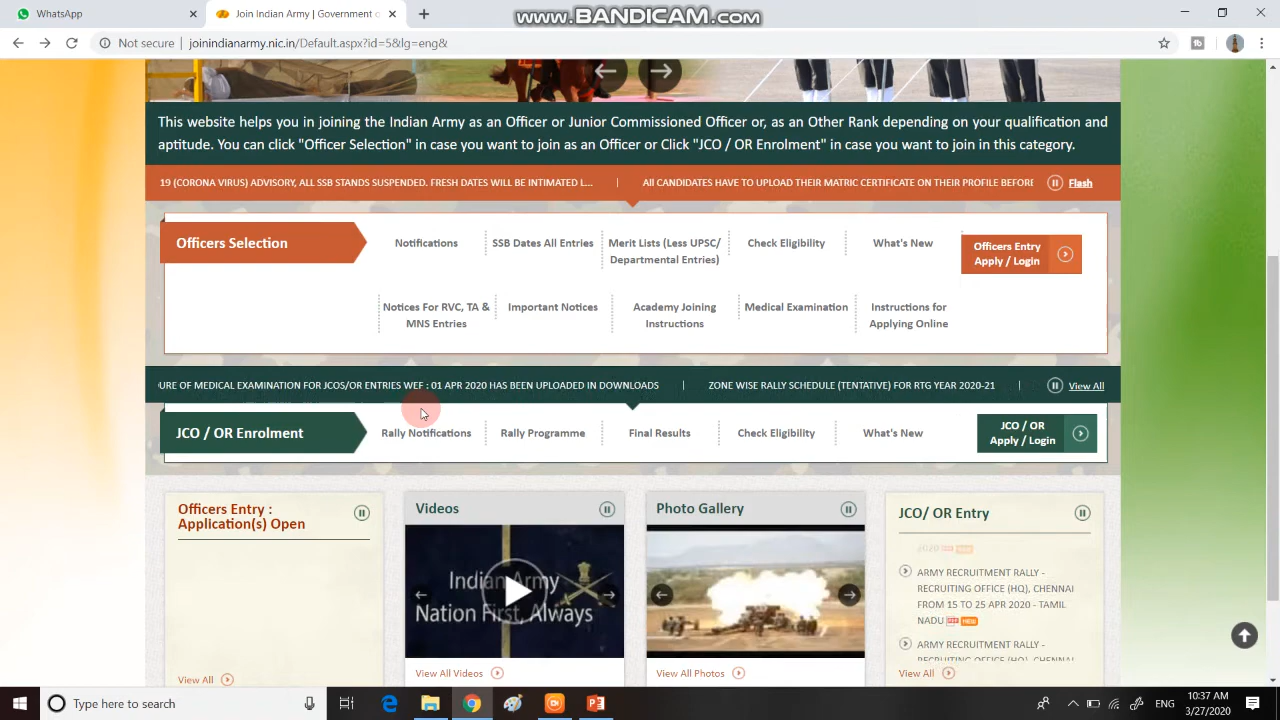 WhatsApp
Join Indian Army | Government o
www.BANDICAM.com
Not secure
joinindianarmy.nic.in/Default.aspx?id=5&lg=eng&
This website helps you in joining the Indian Army as an Officer or Junior Commissioned Officer or, as an Other Rank depending on your qualification and
aptitude. You can click "Officer Selection" in case you want to join as an Officer or Click "JCO / OR Enrolment" in case you want to join in this category.
19 (CORONA VIRUS) ADVISORY, ALL SSB STANDS SUSPENDED. FRESH DATES WILL BE INTIMATED L...
All CANDIDATES HAVE TO UPLOAD THEIR MATRIC CERTIFICATE ON THEIR PROFILE BEFORE
Flash
Officers Selection
Notifications
SSB Dates All Entries
Merit Lists (Less UPSC/
Departmental Entries)
Check Eligibility
What's New
Officers Entry
Apply / Login
Notices For RVC, TA &
MNS Entries
Important Notices
Academy Joining
Instructions
Medical Examination
Instructions for
Applying Online
URE OF MEDICAL EXAMINATION FOR JCOS/OR ENTRIES WEF : 01 APR 2020 HAS BEEN UPLOADED IN DOWNLOADS
ZONE WISE RALLY SCHEDULE (TENTATIVE) FOR RTG YEAR 2020-21
View All
JCO / OR Enrolment
Rally Notifications
Rally Programme
Final Results
Check Eligibility
What's New
JCO / OR
Apply / Login
Officers Entry :
Application(s) Open
View All
Videos
Indian Army
Nation First, Always
View All Videos
Photo Gallery
View All Photos
JCO/ OR Entry
2020
ARMY RECRUITMENT RALLY -
RECRUITING OFFICE (HQ), CHENNAI
FROM 15 TO 25 APR 2020 - TAMIL
NADU NEW
ARMY RECRUITMENT RALLY -
RECRUITING OFFICE (HQ), CHENNAI
View All
Type here to search
ENG
10:37 AM
3/27/2020